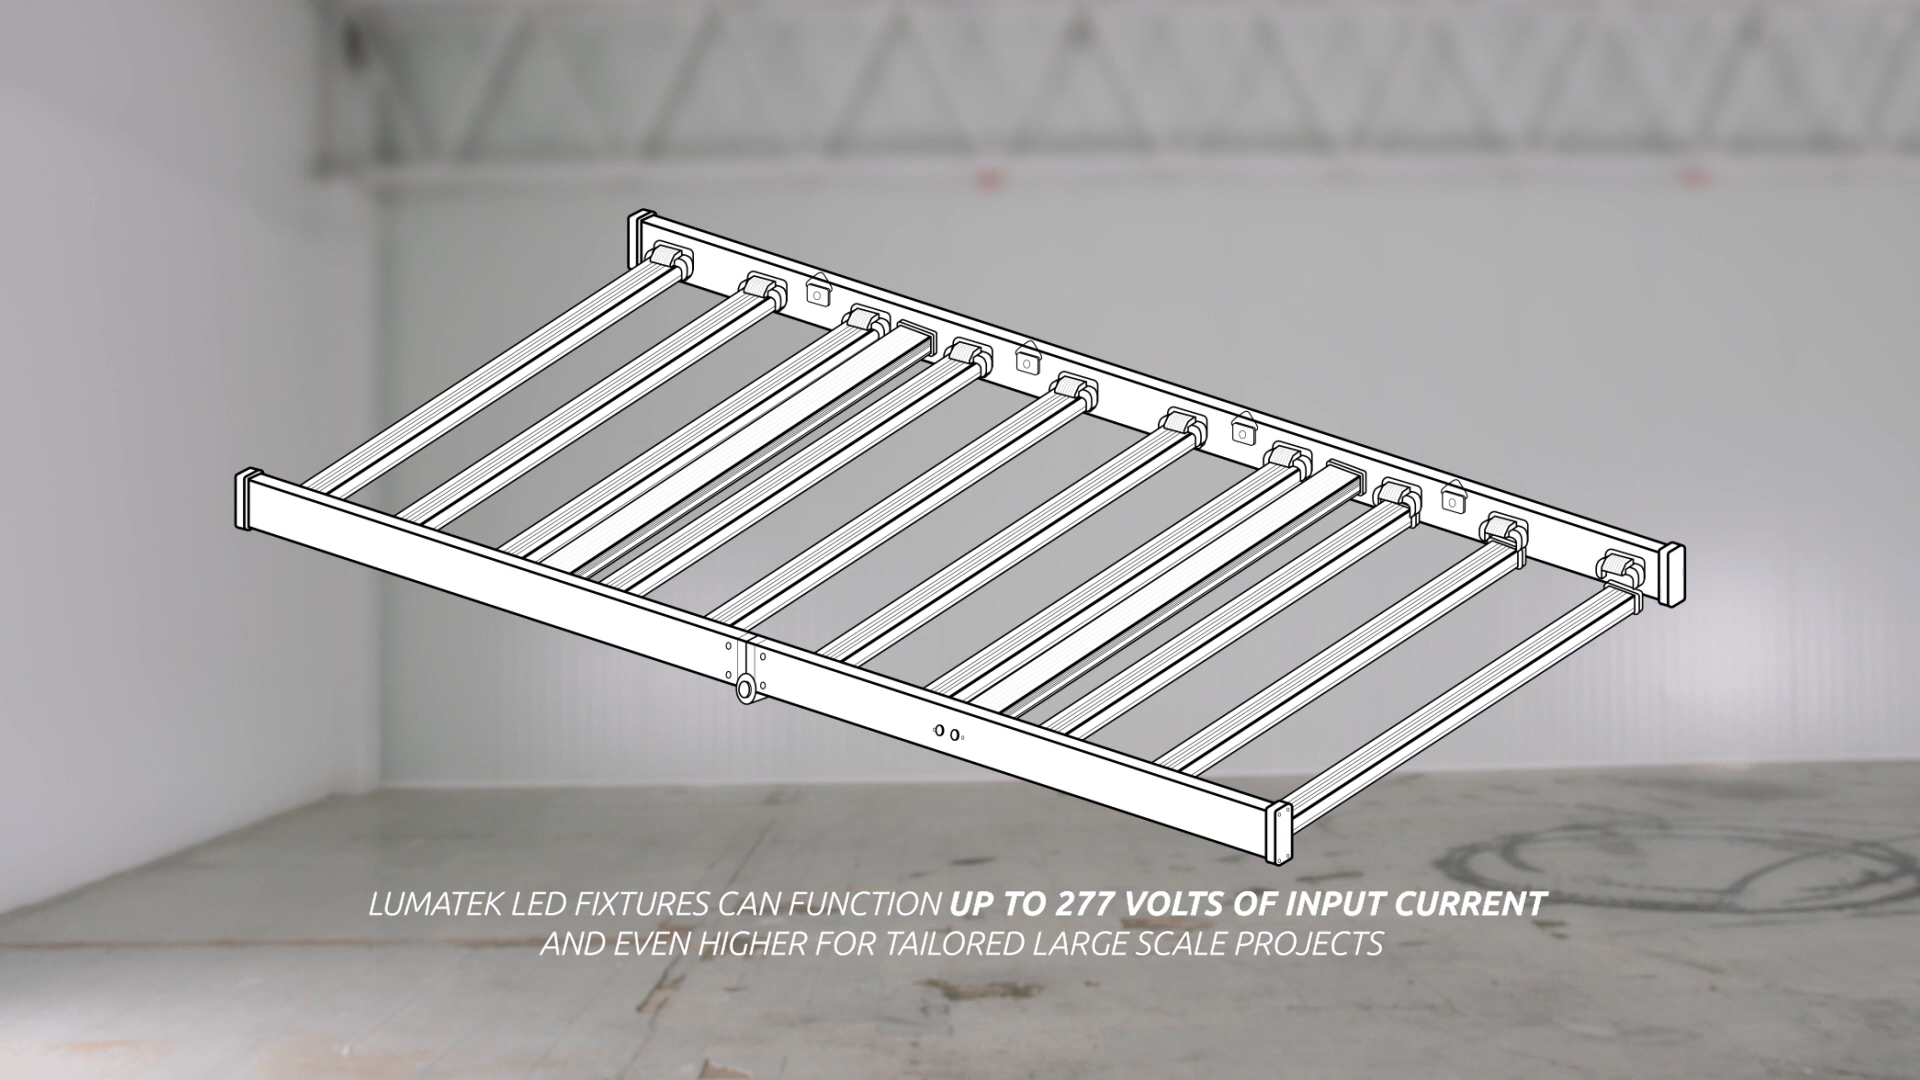 LUMATEK LED FIXTURES CAN FUNCTION UP TO 277 VOLTS OF INPUT CURRENT
AND EVEN HIGHER FOR TAILORED LARGE SCALE PROJECTS